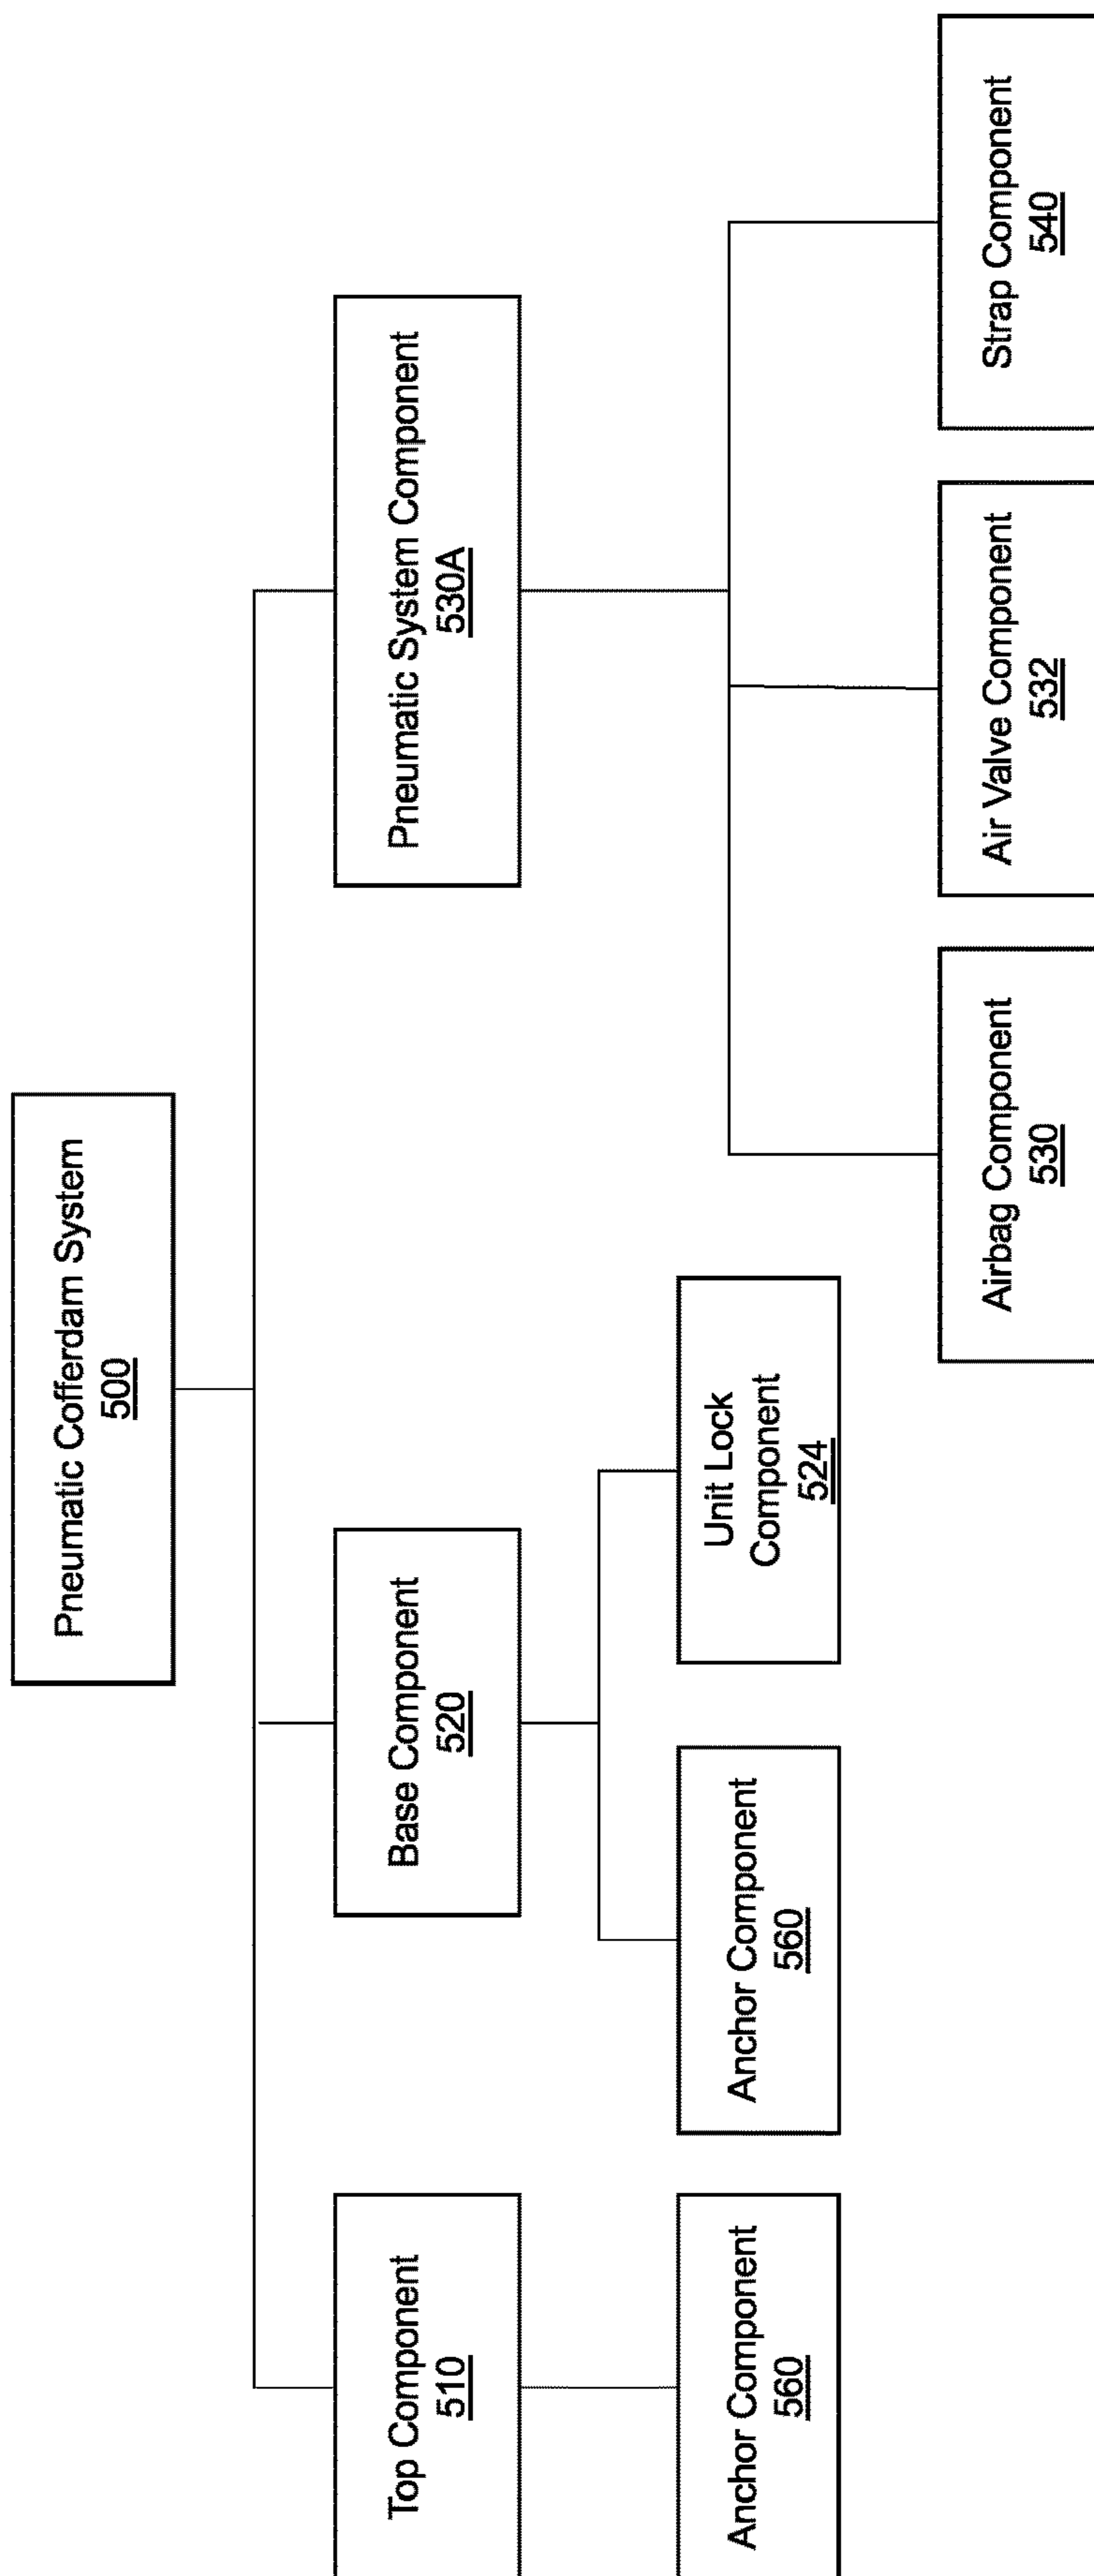 Pneumatic Cofferdam System
500
Top Component
510
Base Component
520
Pneumatic System Component
530A
Anchor Component
560
Anchor Component
560
Unit Lock
Component
524
Airbag Component
530
Air Valve Component
532
Strap Component
540